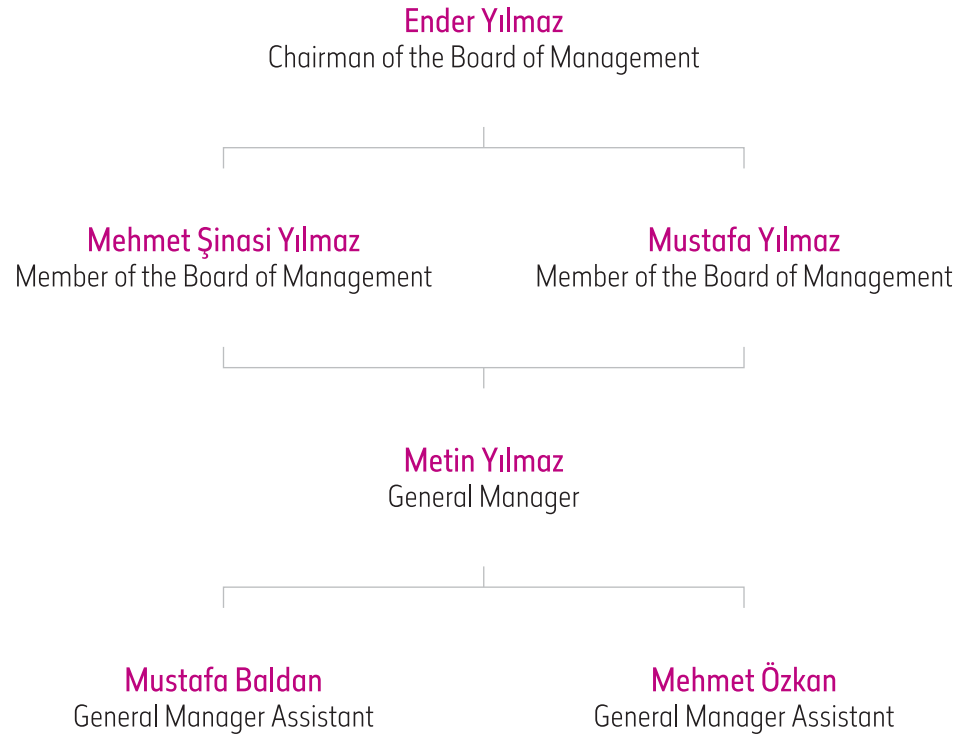 Ender Yılmaz
Chairman of the Board of Management
Mehmet Şinasi Yılmaz
Member of the Board of Management
Mustafa Yılmaz
Member of the Board of Management
Metin Yılmaz
General Manager
Mustafa Baldan
General Manager Assistant
Mehmet Özkan
General Manager Assistant